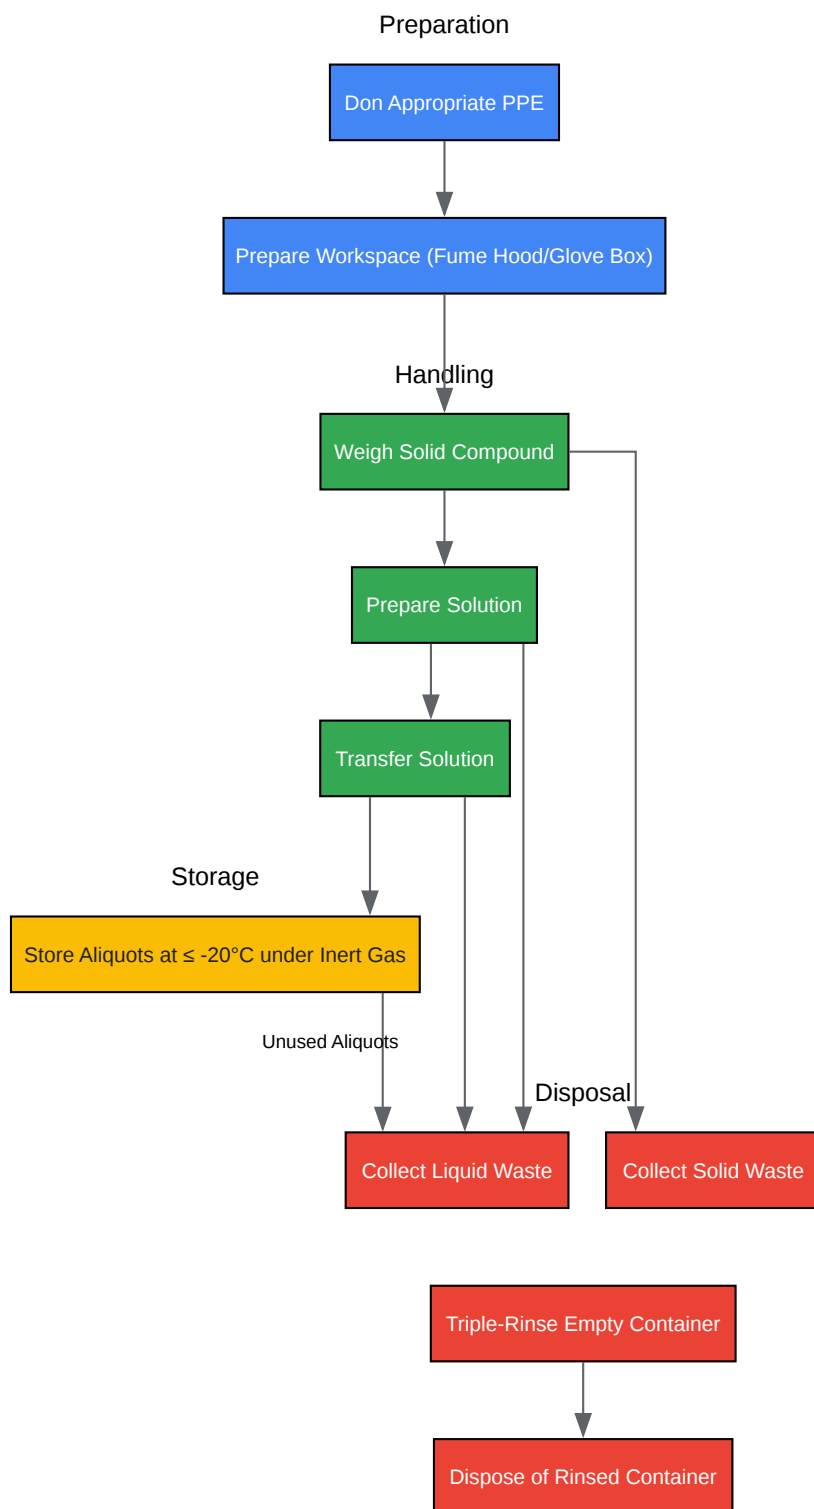 Preparation
Don Appropriate PPE
Prepare Workspace (Fume Hood/Glove Box)
Handling
Weigh Solid Compound
Prepare Solution
Transfer Solution
Storage
Store Aliquots at ≤ -20°C under Inert Gas
Unused Aliquots
Disposal
Collect Liquid Waste
Collect Solid Waste
Triple-Rinse Empty Container
Dispose of Rinsed Container